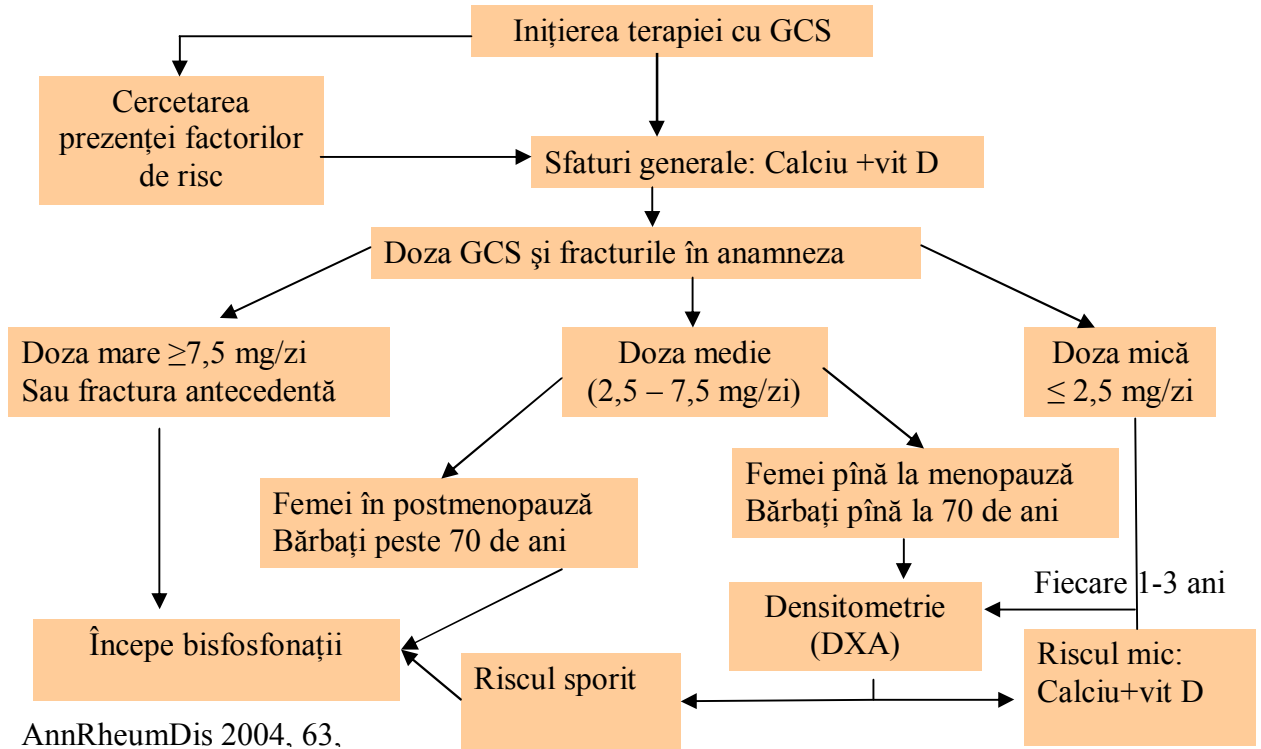 Inițierea terapiei cu GCS
Cercetarea
prezenței factorilor
de risc
Sfaturi generale: Calciu +vit D
Doza GCS şi fracturile în anamneza
Doza mare ≥7,5 mg/zi
Sau fractura antecedentă
Doza medie
(2,5 – 7,5 mg/zi)
Doza mică
≤ 2,5 mg/zi
Femei în postmenopauză
Bărbați peste 70 de ani
Femei pînă la menopauză
Bărbați pînă la 70 de ani
Fiecare 1-3 ani
Densitometrie
(DXA)
Începe bisfosfonații
Riscul sporit
Riscul mic:
Calciu+vit D
AnnRheumDis 2004, 63,